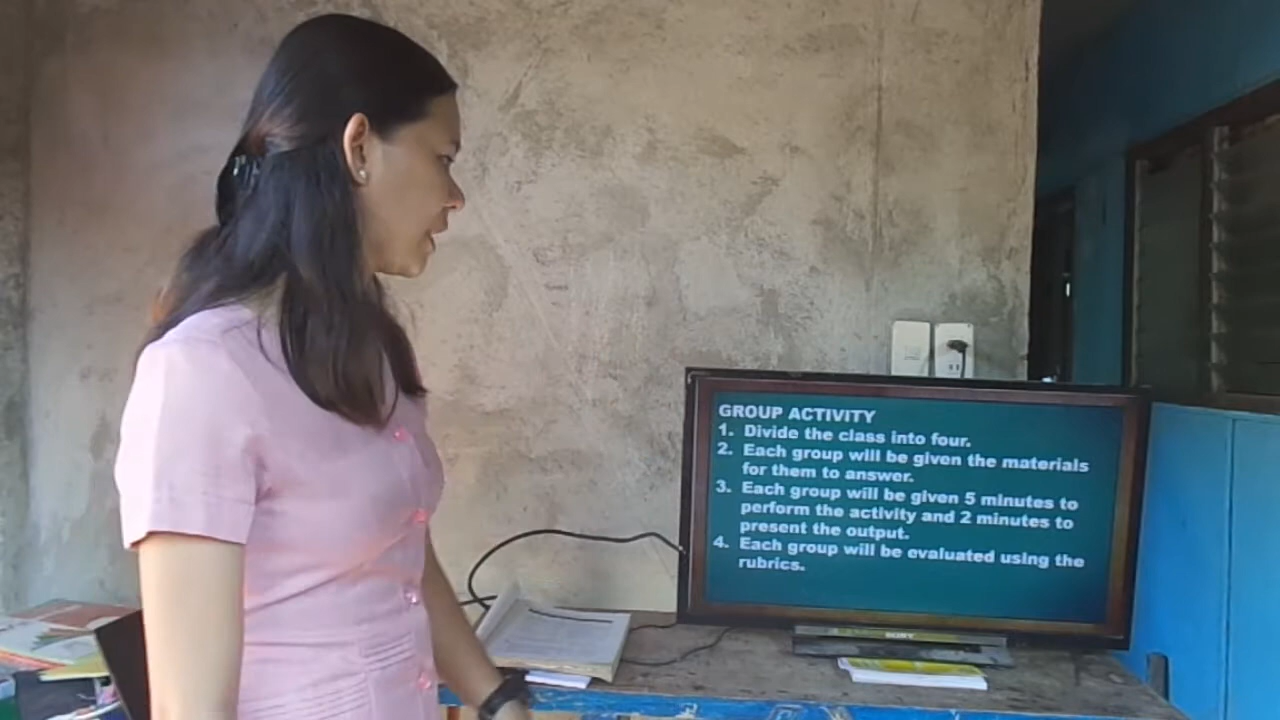 GROUP ACTIVITY
1. Divide the class into four.
2. Each group will be given the materials
for them to answer.
3. Each group will be given 5 minutes to
perform the activity and 2 minutes to
present the output.
4. Each group will be evaluated using the
rubrics.
SONY